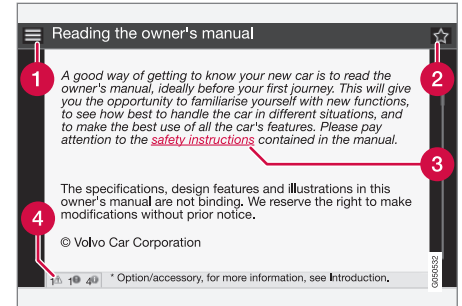 Reading the owner's manual
1
2
A good way of getting to know your new car is to read the
owner's manual, ideally before your first journey. This will give
you the opportunity to familiarise yourself with new functions,
to see how best to handle the car in different situations, and
to make the best use of all the car's features. Please pay
attention to the safety instructions contained in the manual.
3
The specifications, design features and illustrations in this
owner's manual are not binding. We reserve the right to make
modifications without prior notice.
4
© Volvo Car Corporation
1 1 4 * Option/accessory, for more information, see Introduction.
G050532